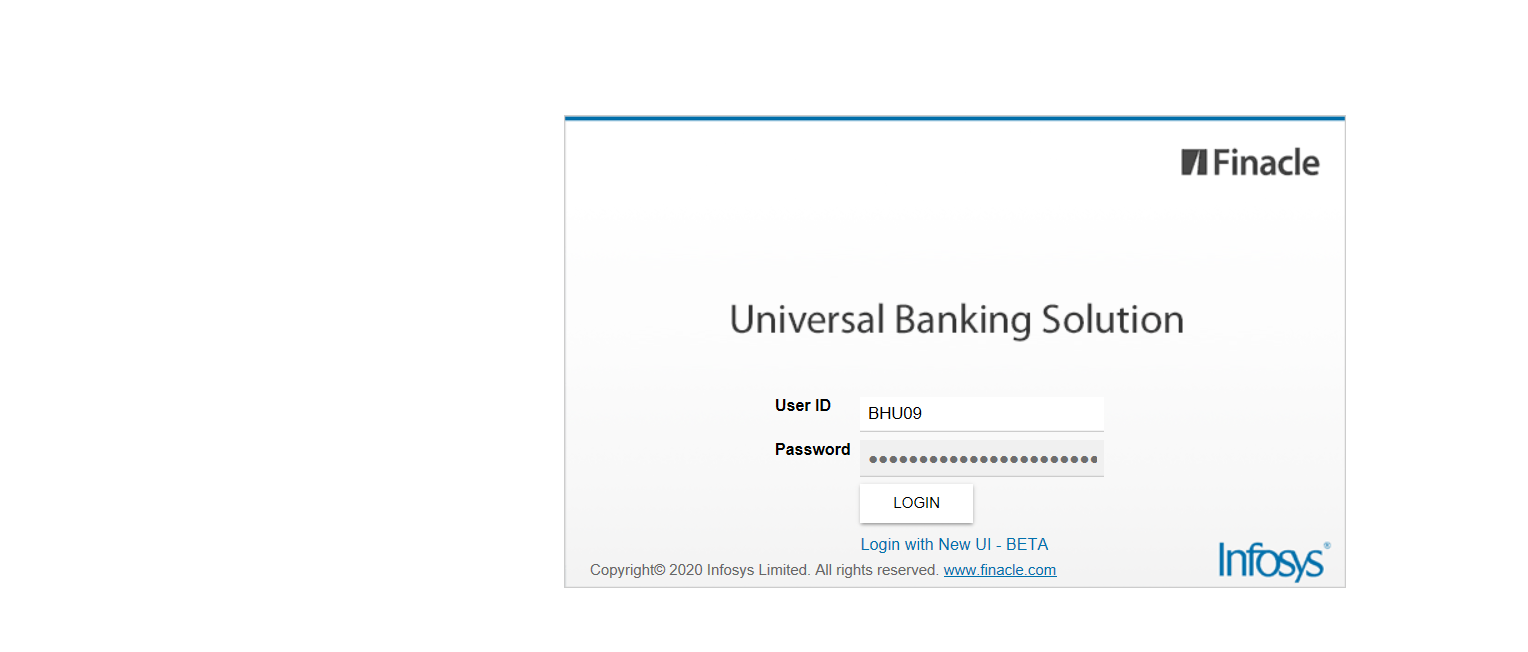 Finacle
Universal Banking Solution
User ID BHU09
Password ●●●●●●●●●●●●●●●●●●●●●●●
LOGIN
Login with New UI - BETA
Infosys®
Copyright© 2020 Infosys Limited. All rights reserved. www.finacle.com